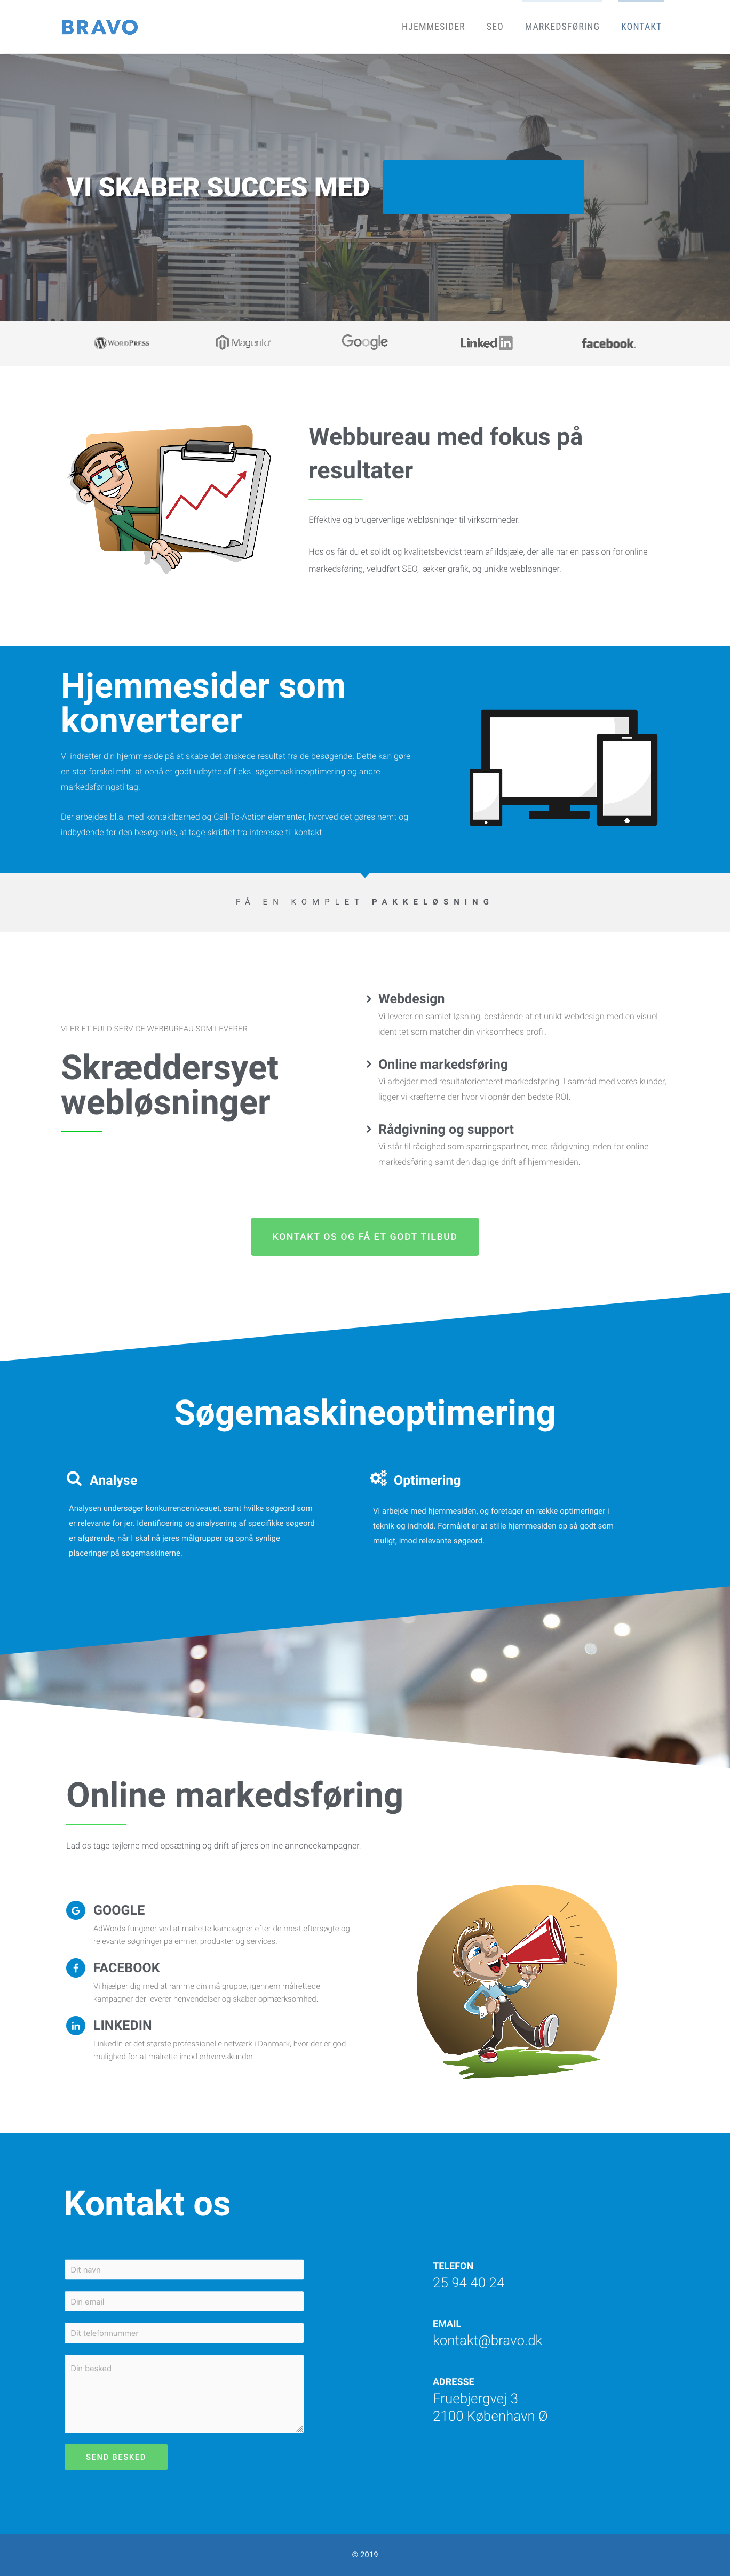 BRAVO
HJEMMESIDER SEO MARKEDSFØRING KONTAKT
VI SKABER SUCCES MED
WORDPRESS Magento Google Linked in facebook.
Webbureau med fokus på
resultater
Effektive og brugervenlige webløsninger til virksomheder.
Hos os får du et solidt og kvalitetsbevidst team af ildsjæle, der alle har en passion for online
markedsføring, veludført SEO, lækker grafik, og unikke webløsninger.
Hjemmesider som
konverterer
Vi indretter din hjemmeside på at skabe det ønskede resultat fra de besøgende. Dette kan gøre
en stor forskel mht. at opnå et godt udbytte af f.eks. søgemaskineoptimering og andre
markedsføringstiltag.
Der arbejdes bl.a. med kontaktbarhed og Call-To-Action elementer, hvorved det gøres nemt og
indbydende for den besøgende, at tage skridtet fra interesse til kontakt.
FÅ EN KOMPLET PAKKELØSNING
VI ER ET FULD SERVICE WEBBUREAU SOM LEVERER
Skræddersyet
webløsninger
Webdesign
Vi leverer en samlet løsning, bestående af et unikt webdesign med en visuel
identitet som matcher din virksomheds profil.
Online markedsføring
Vi arbejder med resultatorienteret markedsføring. I samråd med vores kunder,
ligger vi kræfterne der hvor vi opnår den bedste ROI.
Rådgivning og support
Vi står til rådighed som sparringspartner, med rådgivning inden for online
markedsføring samt den daglige drift af hjemmesiden.
KONTAKT OS OG FÅ ET GODT TILBUD
Søgemaskineoptimering
Analyse
Analysen undersøger konkurrenceniveauet, samt hvilke søgeord som
er relevante for jer. Identificering og analysering af specifikke søgeord
er afgørende, når I skal nå jeres målgrupper og opnå synlige
placeringer på søgemaskinerne.
Optimering
Vi arbejde med hjemmesiden, og foretager en række optimeringer i
teknik og indhold. Formålet er at stille hjemmesiden op så godt som
muligt, imod relevante søgeord.
Online markedsføring
Lad os tage tøjlerne med opsætning og drift af jeres online annoncekampagner.
GOOGLE
AdWords fungerer ved at målrette kampagner efter de mest eftersøgte og
relevante søgninger på emner, produkter og services.
FACEBOOK
Vi hjælper dig med at ramme din målgruppe, igennem målrettede
kampagner der leverer henvendelser og skaber opmærksomhed.
LINKEDIN
LinkedIn er det største professionelle netværk i Danmark, hvor der er god
mulighed for at målrette imod erhvervskunder.
Kontakt os
Dit navn
Din email
Dit telefonnummer
Din besked
SEND BESKED
TELEFON
25 94 40 24
EMAIL
kontakt@bravo.dk
ADRESSE
Fruebjergvej 3
2100 København Ø
© 2019